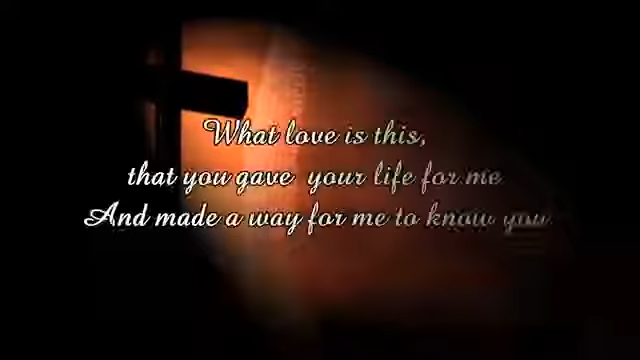 What love is this,
that you gave your life for me
And made a way for me to know you